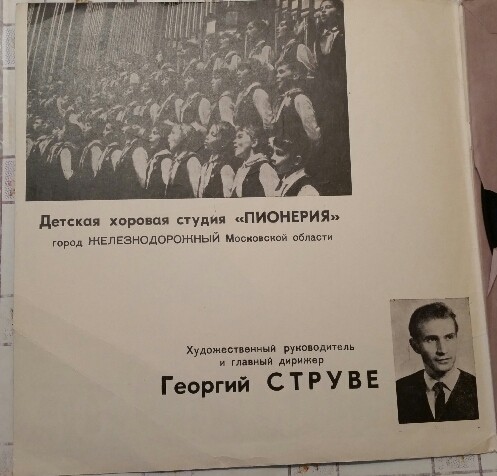 Детская хоровая студия «ПИОНЕРИЯ»
город ЖЕЛЕЗНОДОРОЖНЫЙ Московской области
Художественный руководитель
и главный дирижер
Георгий СТРУВЕ